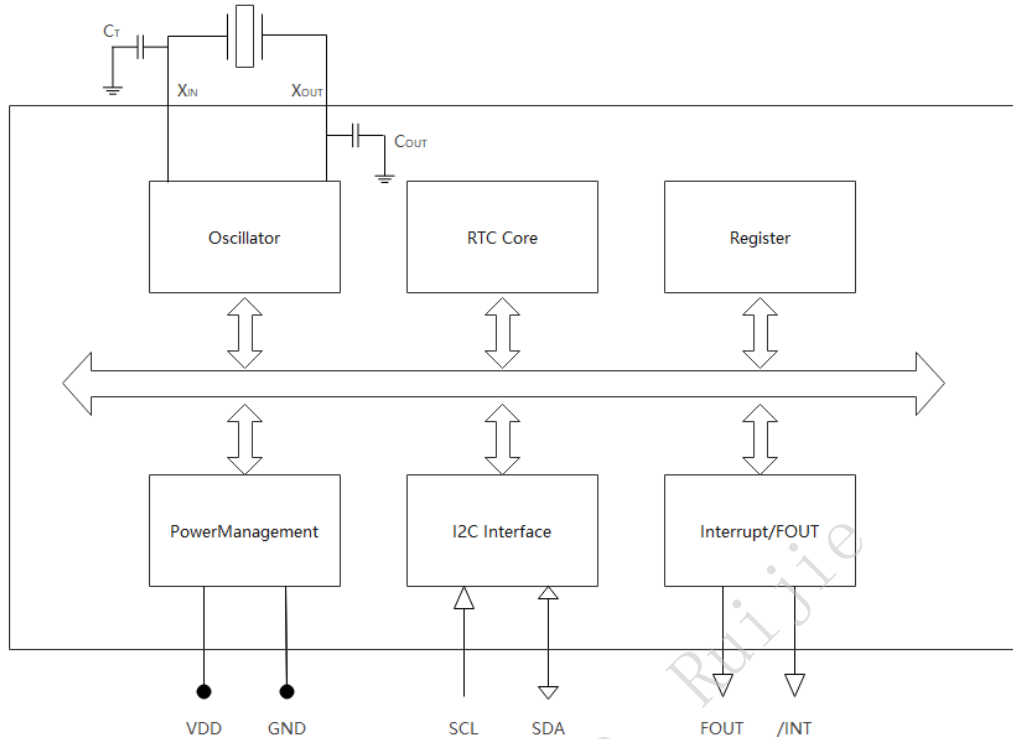 CT
XIN XOUT
COUT
Oscillator RTC Core Register
PowerManagement I2C Interface Interrupt/FOUT
Ruijie
VDD GND SCL SDA FOUT /INT